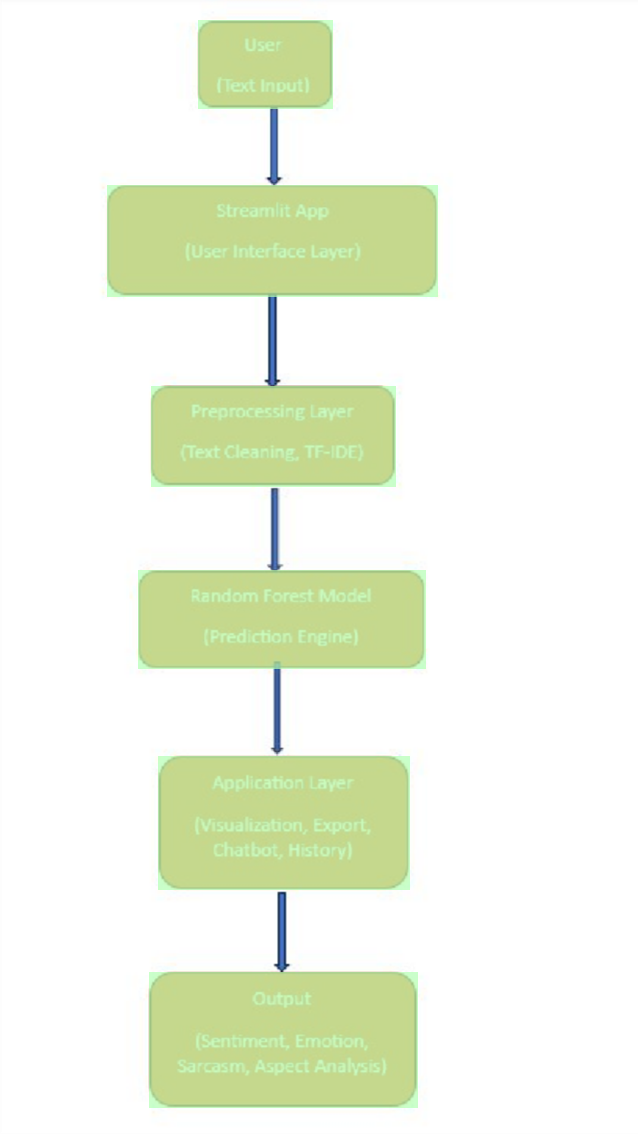 User
(Text Input)
Streamlit App
(User Interface Layer)
Preprocessing Layer
(Text Cleaning, TF-IDE)
Random Forest Model
(Prediction Engine)
Application Layer
(Visualization, Export,
Chatbot, History)
Output
(Sentiment, Emotion,
Sarcasm, Aspect Analysis)